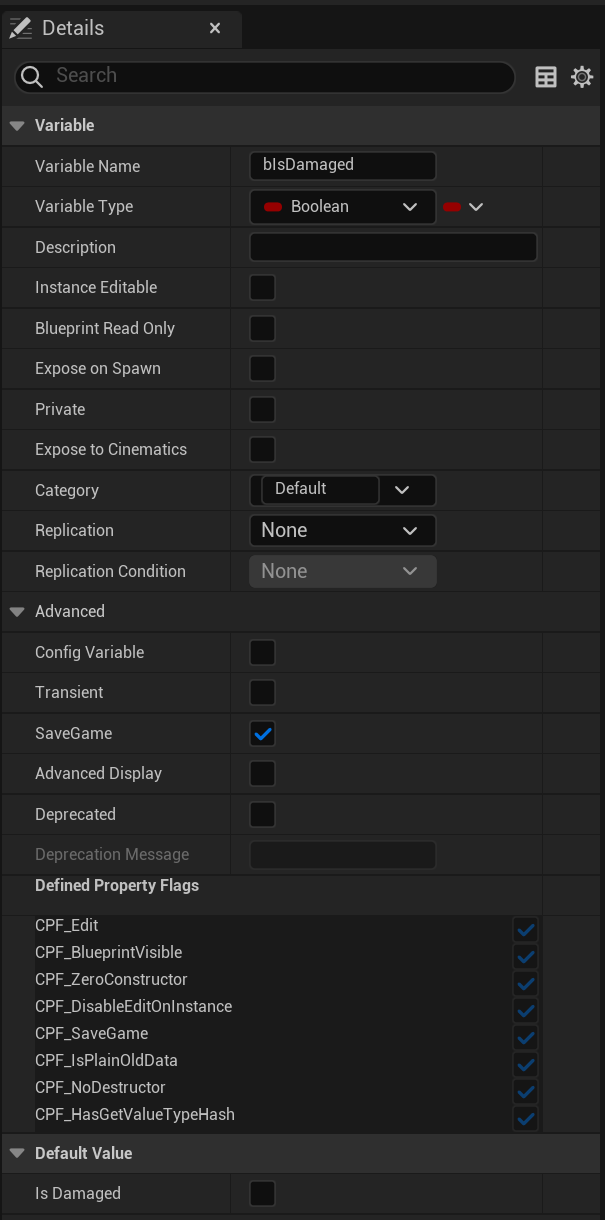 Details
Search
Variable
Variable Name bIsDamaged
Variable Type Boolean
Description
Instance Editable
Blueprint Read Only
Expose on Spawn
Private
Expose to Cinematics
Category Default
Replication None
Replication Condition None
Advanced
Config Variable
Transient
SaveGame
Advanced Display
Deprecated
Deprecation Message
Defined Property Flags
CPF_Edit
CPF_BlueprintVisible
CPF_ZeroConstructor
CPF_DisableEditOnInstance
CPF_SaveGame
CPF_IsPlainOldData
CPF_NoDestructor
CPF_HasGetValueTypeHash
Default Value
Is Damaged